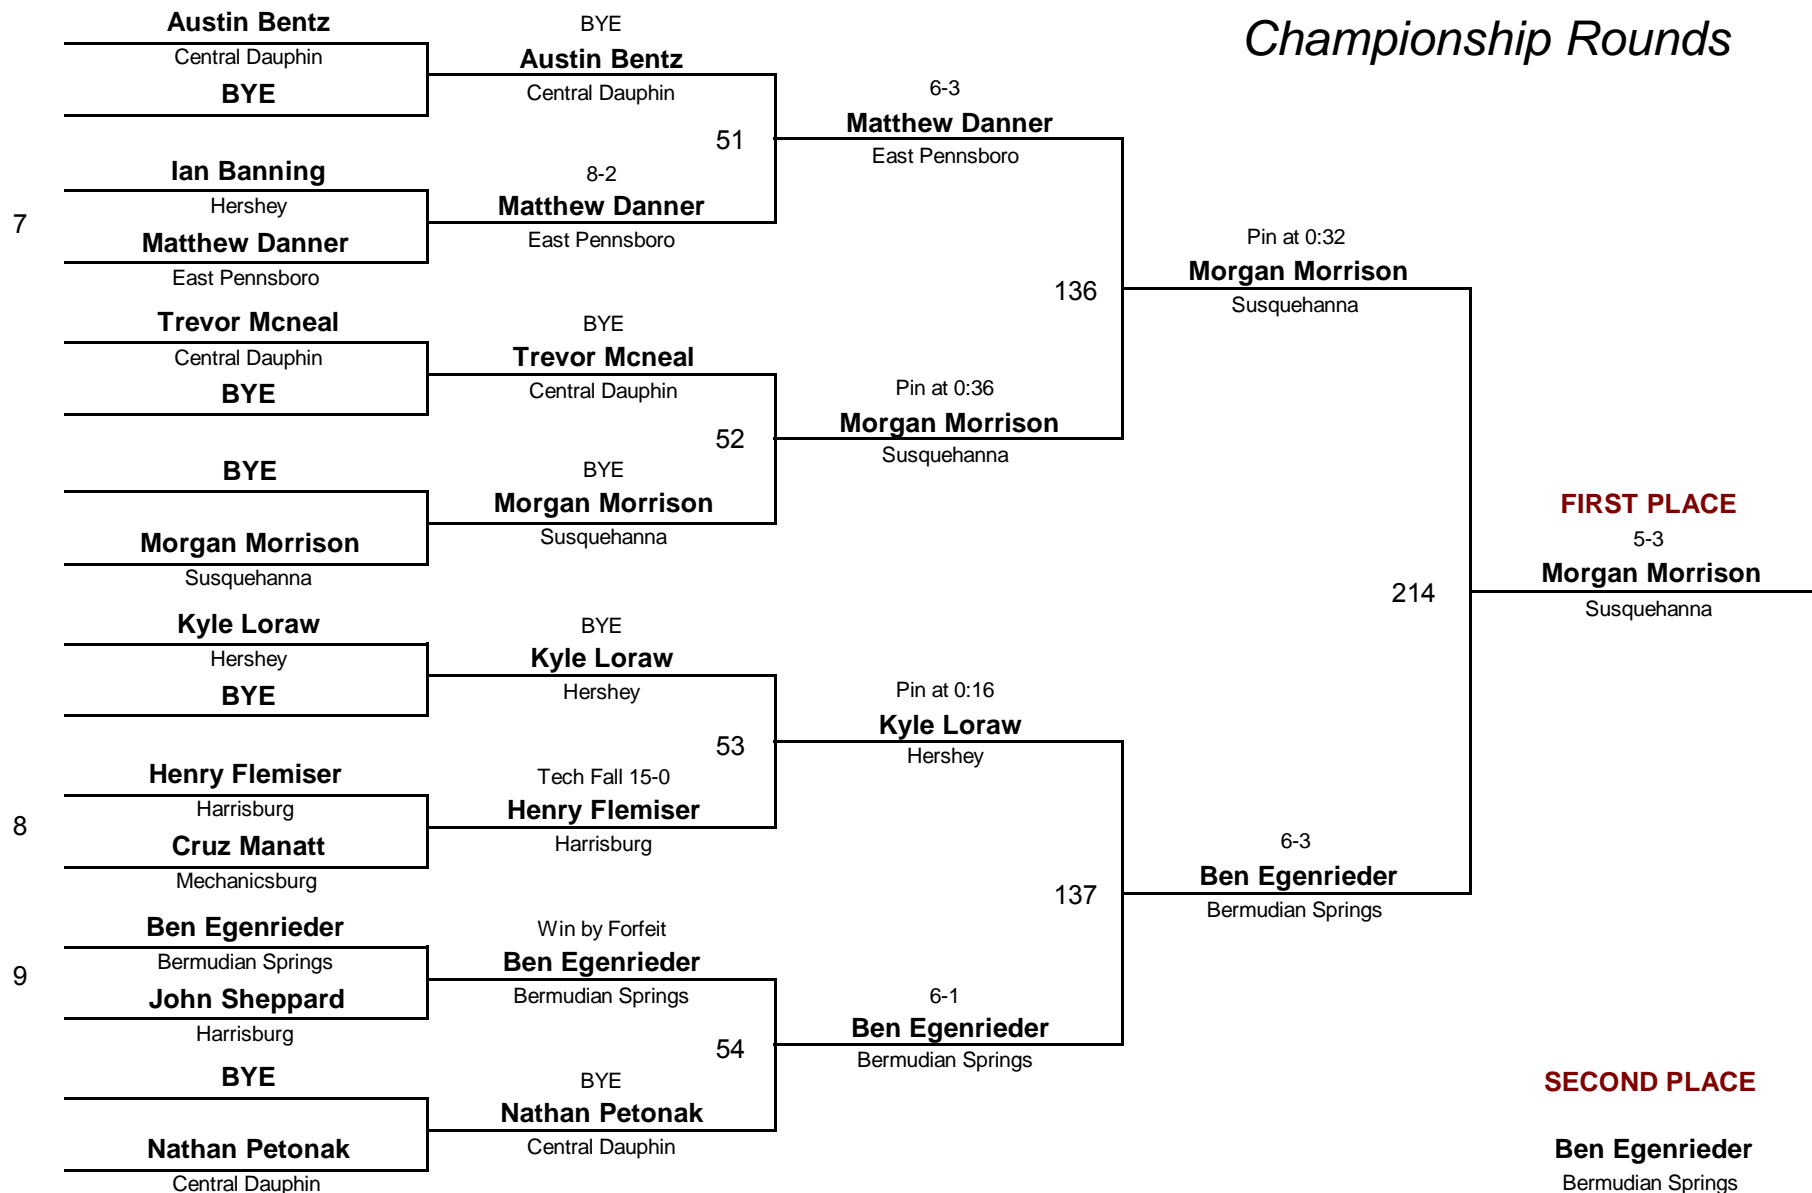 Championship Rounds
Austin Bentz
Central Dauphin
BYE
7
Ian Banning
Hershey
Matthew Danner
East Pennsboro
Trevor Mcneal
Central Dauphin
BYE
BYE
Morgan Morrison
Susquehanna
Kyle Loraw
Hershey
BYE
8
Henry Flemiser
Harrisburg
Cruz Manatt
Mechanicsburg
9
Ben Egenrieder
Bermudian Springs
John Sheppard
Harrisburg
BYE
Nathan Petonak
Central Dauphin
BYE
Austin Bentz
Central Dauphin
51
8-2
Matthew Danner
East Pennsboro
BYE
Trevor Mcneal
Central Dauphin
52
BYE
Morgan Morrison
Susquehanna
BYE
Kyle Loraw
Hershey
53
Tech Fall 15-0
Henry Flemiser
Harrisburg
Win by Forfeit
Ben Egenrieder
Bermudian Springs
54
BYE
Nathan Petonak
Central Dauphin
6-3
Matthew Danner
East Pennsboro
136
Pin at 0:36
Morgan Morrison
Susquehanna
Pin at 0:16
Kyle Loraw
Hershey
137
6-1
Ben Egenrieder
Bermudian Springs
Pin at 0:32
Morgan Morrison
Susquehanna
214
6-3
Ben Egenrieder
Bermudian Springs
FIRST PLACE
5-3
Morgan Morrison
Susquehanna
SECOND PLACE
Ben Egenrieder
Bermudian Springs